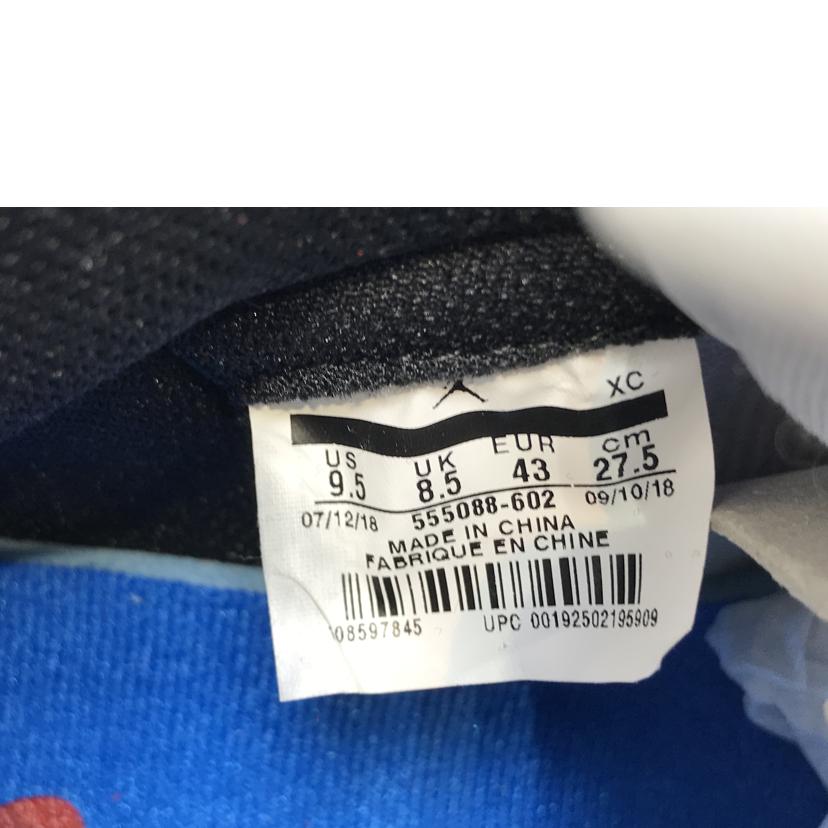 XC
US UK EUR cm
9.5 8.5 43 27.5
07/12/18 555088-602 09/10/18
MADE IN CHINA
FABRIQUE EN CHINE
08597845 UPC 00192502195909